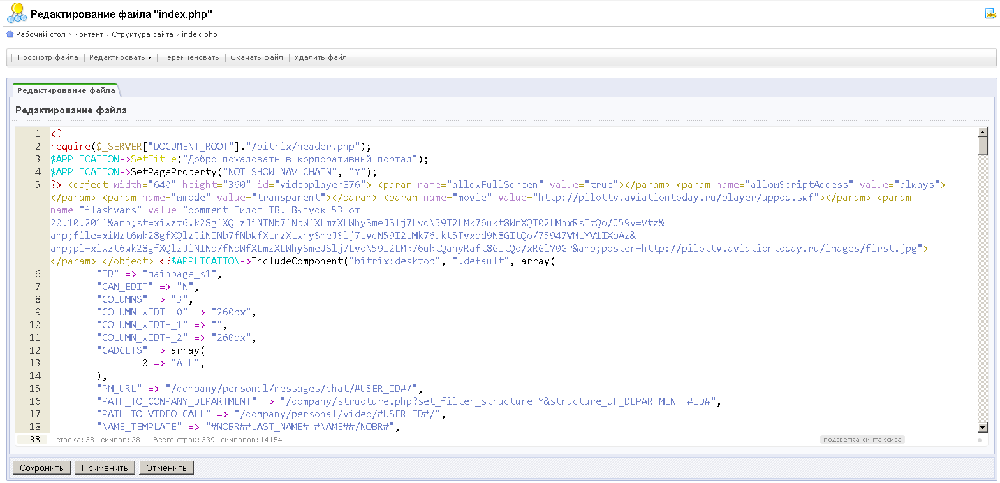 Редактирование файла "index.php"
Рабочий стол › Контент › Структура сайта › index.php
Просмотр файла Редактировать Переименовать Скачать файл Удалить файл
Редактирование файла
Редактирование файла
1 <?
2 require($_SERVER["DOCUMENT_ROOT"]."/bitrix/header.php");
3 $APPLICATION->SetTitle("Добро пожаловать в корпоративный портал");
4 $APPLICATION->SetPageProperty("NOT_SHOW_NAV_CHAIN", "Y");
5 ?> <object width="640" height="360" id="videoplayer876"> <param name="allowFullScreen" value="true"></param> <param name="allowScriptAccess" value="always">
</param> <param name="wmode" value="transparent"></param> <param name="movie" value="http://pilottv.aviationtoday.ru/player/uppod.swf"></param> <param
name="flashvars" value="comment=Пилот ТВ. Выпуск 53 от
20.10.2011&amp;st=xiWzt6wk28gfXQlzJiNINb7fNbWfXLmzXLWhySmeJSlj7LvcN59I2LMk76ukt8WmXQT02LMhxRsItQo/J59v=Vtz&
amp;file=xiWzt6wk28gfXQlzJiNINb7fNbWfXLmzXLWhySmeJSlj7LvcN59I2LMk76ukt5Tvxbd9N8GItQo/75947VMLYV1IXbAz&
amp;pl=xiWzt6wk28gfXQlzJiNINb7fNbWfXLmzXLWhySmeJSlj7LvcN59I2LMk76uktQahyRaft8GItQo/xRGlY0GP&amp;poster=http://pilottv.aviationtoday.ru/images/first.jpg">
</param> </object> <?$APPLICATION->IncludeComponent("bitrix:desktop", ".default", array(
6 "ID" => "mainpage_s1",
7 "CAN_EDIT" => "N",
8 "COLUMNS" => "3",
9 "COLUMN_WIDTH_0" => "260px",
10 "COLUMN_WIDTH_1" => "",
11 "COLUMN_WIDTH_2" => "260px",
12 "GADGETS" => array(
13 0 => "ALL",
14 ),
15 "PM_URL" => "/company/personal/messages/chat/#USER_ID#/",
16 "PATH_TO_CONPANY_DEPARTMENT" => "/company/structure.php?set_filter_structure=Y&structure_UF_DEPARTMENT=#ID#",
17 "PATH_TO_VIDEO_CALL" => "/company/personal/video/#USER_ID#/",
18 "NAME_TEMPLATE" => "#NOBR##LAST_NAME# #NAME##/NOBR#",
38 строка: 38 символ: 28 Всего строк: 339, символов: 14154 подсветка синтаксиса
Сохранить Применить Отменить